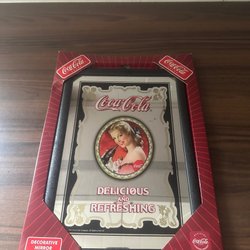 Coca-Cola
Coca-Cola
Coca-Cola
DELICIOUS
AND
REFRESHING
DECORATIVE
MIRROR
Coca-Cola